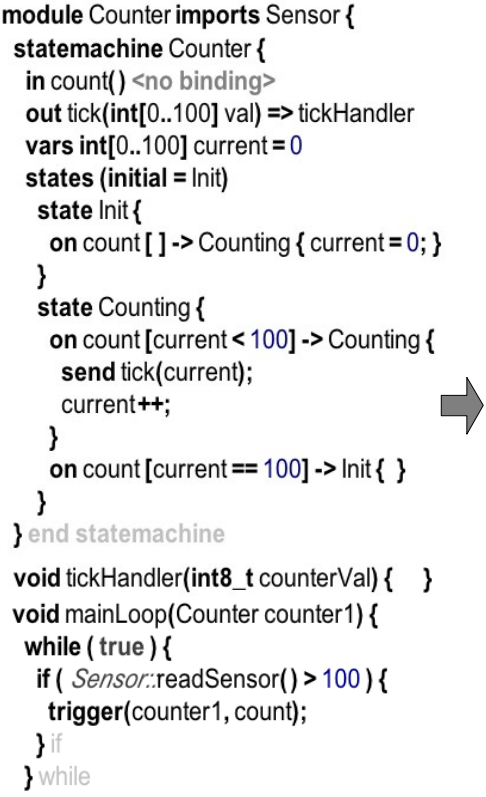 module Counter imports Sensor {
statemachine Counter {
in count() <no binding>
out tick(int[0..100] val) => tickHandler
vars int[0..100] current = 0
states (initial = Init)
state Init {
on count [ ] -> Counting { current = 0; }
}
state Counting {
on count [current < 100] -> Counting {
send tick(current);
current++;
}
on count [current == 100] -> Init { }
}
} end statemachine
void tickHandler(int8_t counterVal) { }
void mainLoop(Counter counter1) {
while ( true ) {
if ( Sensor::readSensor() > 100 ) {
trigger(counter1, count);
} if
} while